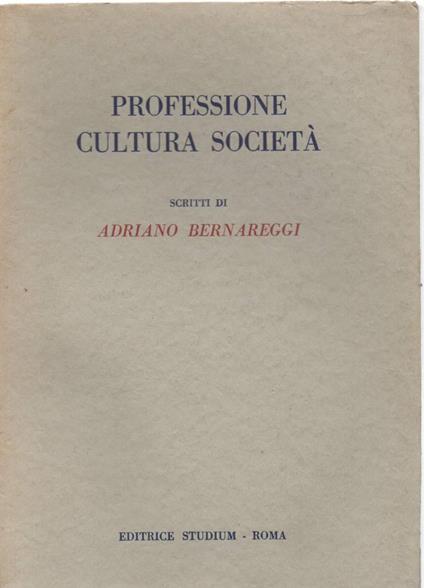 PROFESSIONE
CULTURA SOCIETÀ
SCRITTI DI
ADRIANO BERNAREGGI
EDITRICE STUDIUM - ROMA